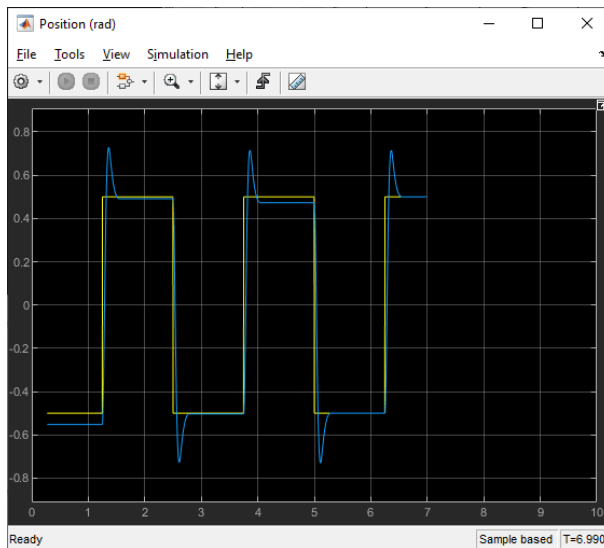 Position (rad)
File Tools View Simulation Help
0.8
0.6
0.4
0.2
0
-0.2
-0.4
-0.6
-0.8
0 1 2 3 4 5 6 7 8 9 10
Ready Sample based T=6.990